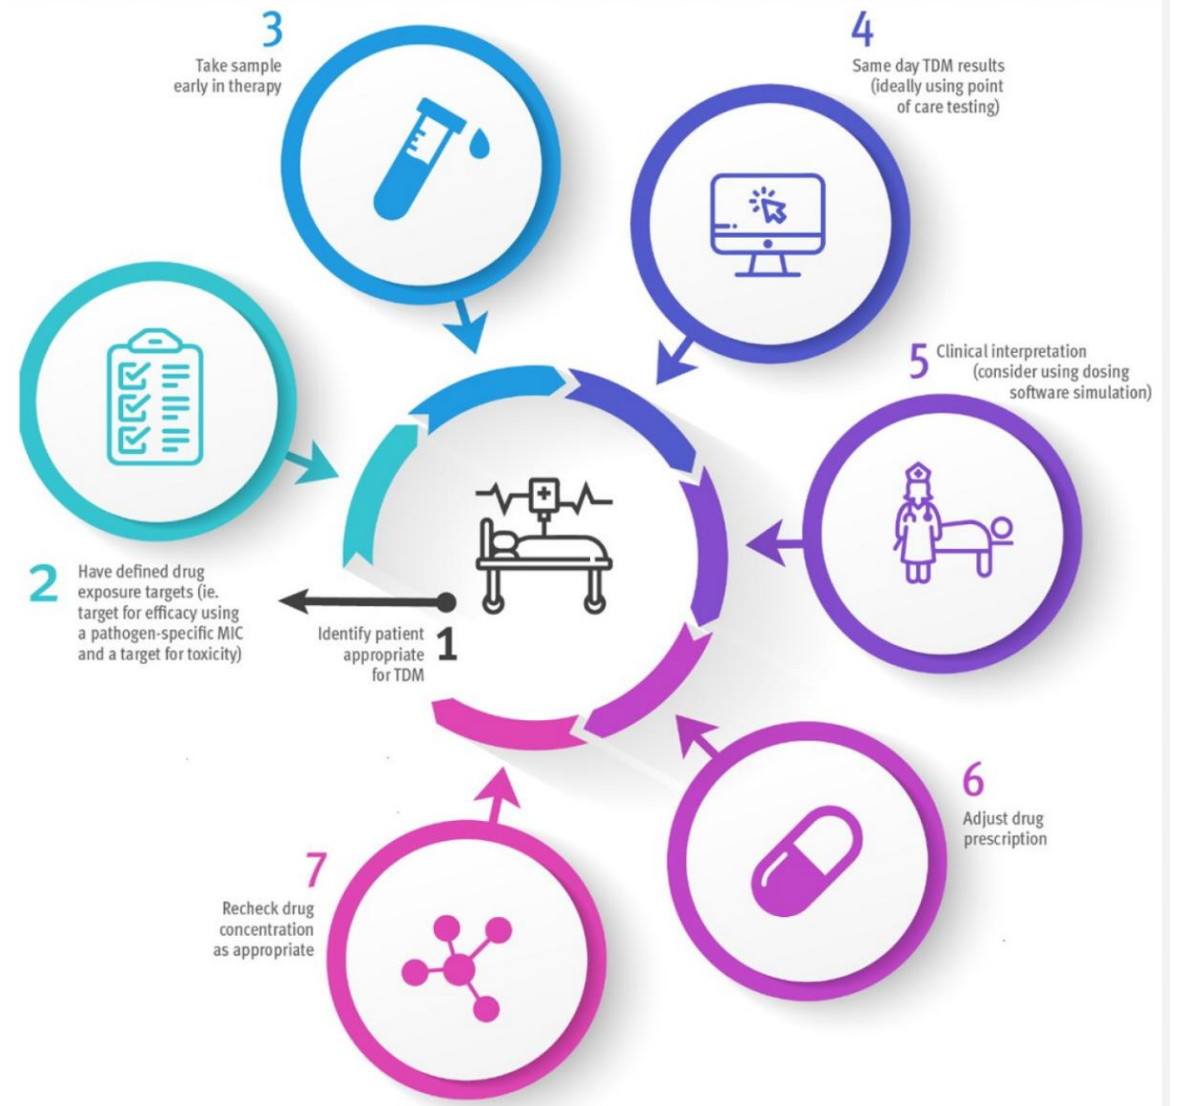 1
Identify patient
appropriate
for TDM
2
Have defined drug
exposure targets (ie.
target for efficacy using
a pathogen-specific MIC
and a target for toxicity)
3
Take sample
early in therapy
4
Same day TDM results
(ideally using point
of care testing)
5
Clinical interpretation
(consider using dosing
software simulation)
6
Adjust drug
prescription
7
Recheck drug
concentration
as appropriate